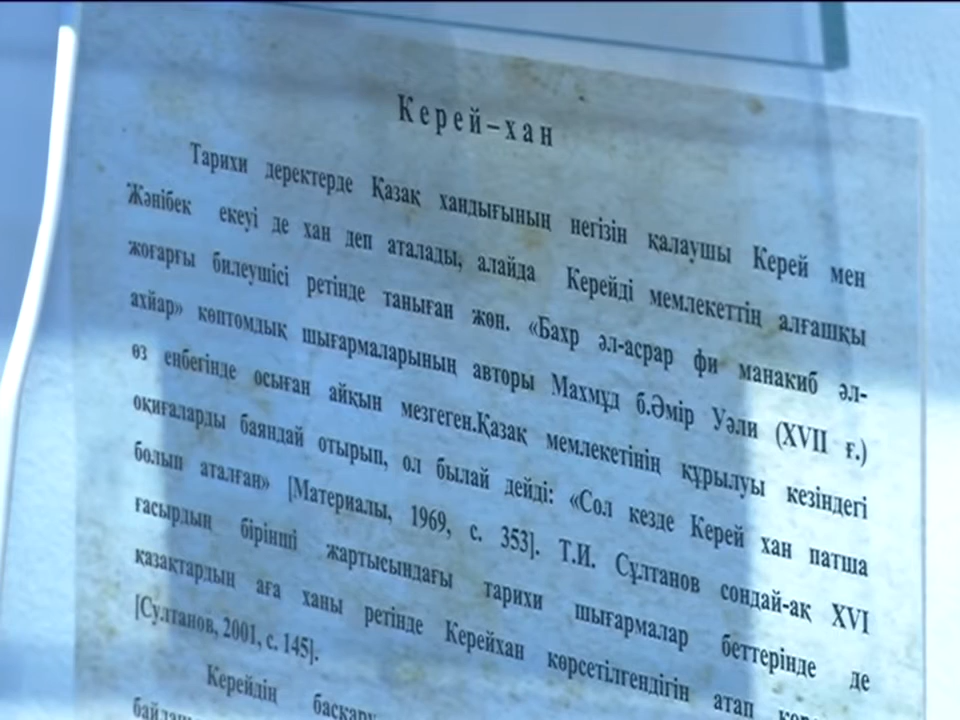 Керей–хан
Тарихи деректерде Қазақ хандығының негізін қалаушы Керей мен
Жәнібек екеуі де хан деп аталады, алайда Керейді мемлекеттің алғашқы
жоғарғы билеушісі ретінде таныған жөн. «Бахр әл-асрар фи манакиб әл-
ахйар» көптомдық шығармаларының авторы Махмұд б.Әмір Уәли (XVII ғ.)
өз еңбегінде осыған айқын мезгеген.Қазақ мемлекетінің құрылуы кезіндегі
оқиғаларды баяндай отырып, ол былай дейді: «Сол кезде Керей хан патша
болып аталған» [Материалы, 1969, с. 353]. Т.И. Сұлтанов сондай-ақ XVI
ғасырдың бірінші жартысындағы тарихи шығармалар беттерінде де
қазақтардың аға ханы ретінде Керейхан көрсетілгендігін атап
[Султанов, 2001, с. 145].
Керейдің басқару